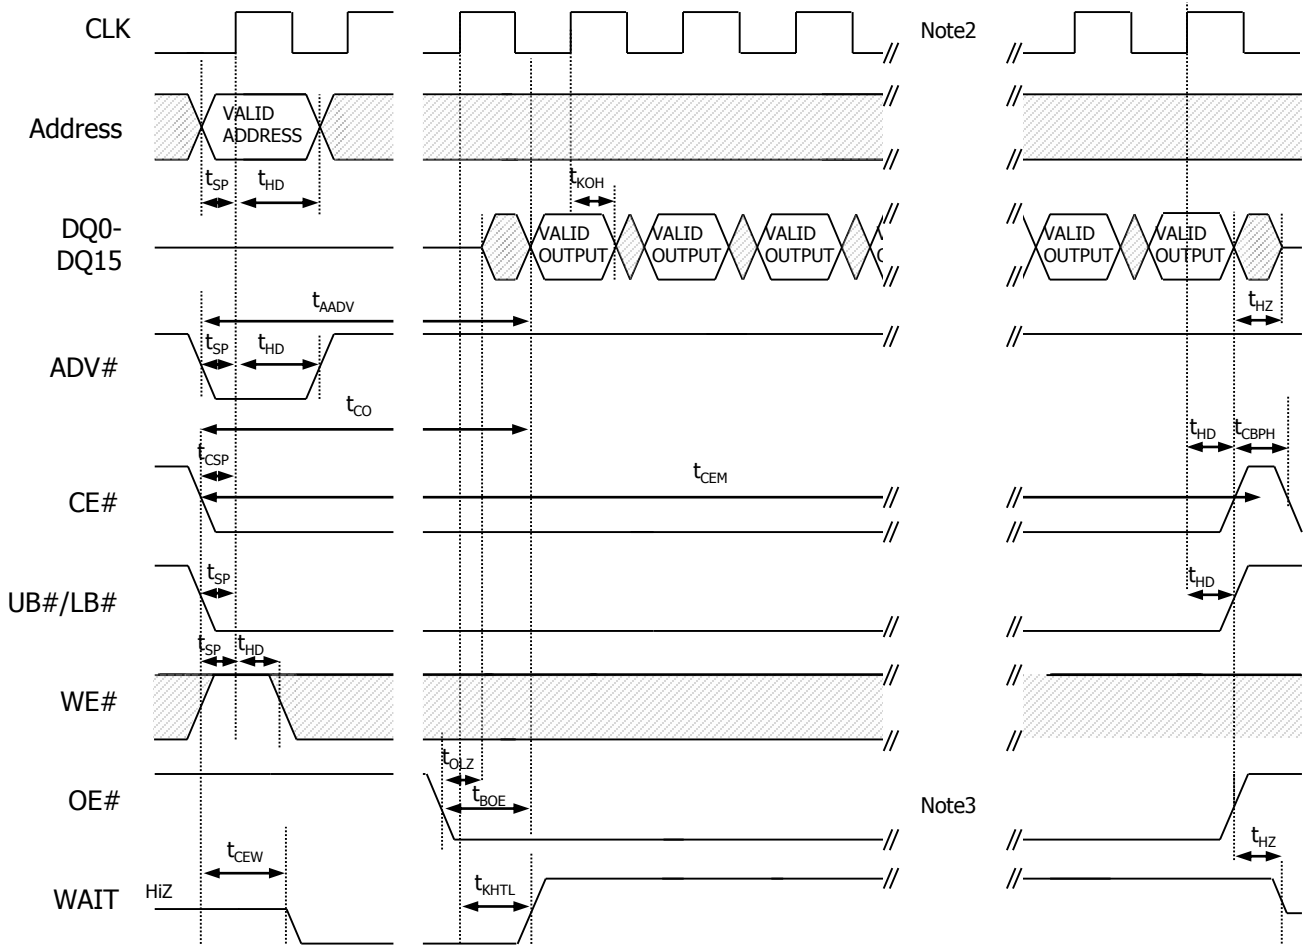 CLK
Note2
Address
VALID
ADDRESS
tSP
tHD
tKOH
DQ0-
DQ15
VALID
OUTPUT
VALID
OUTPUT
VALID
OUTPUT
VALID
OUTPUT
VALID
OUTPUT
tAADV
tHZ
ADV#
tSP
tHD
tCO
tHD
tCBPH
CE#
tCSP
tCEM
UB#/LB#
tSP
tHD
tSP
tHD
WE#
tOLZ
OE#
tBOE
Note3
tCEW
tHZ
WAIT
HiZ
tKHTL